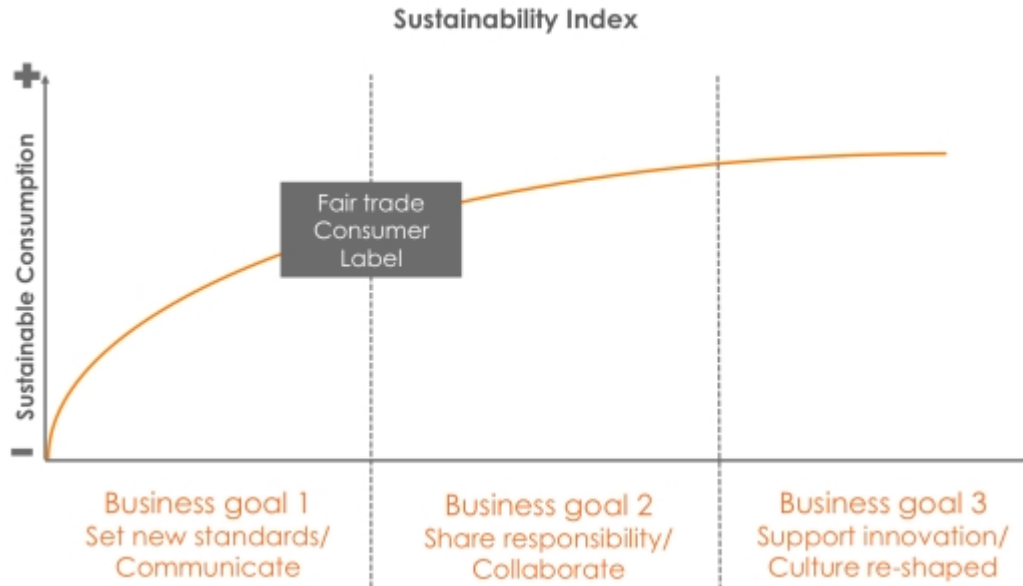 Sustainability Index
+
Sustainable Consumption
-
Fair trade
Consumer
Label
Business goal 1
Set new standards/
Communicate
Business goal 2
Share responsibility/
Collaborate
Business goal 3
Support innovation/
Culture re-shaped